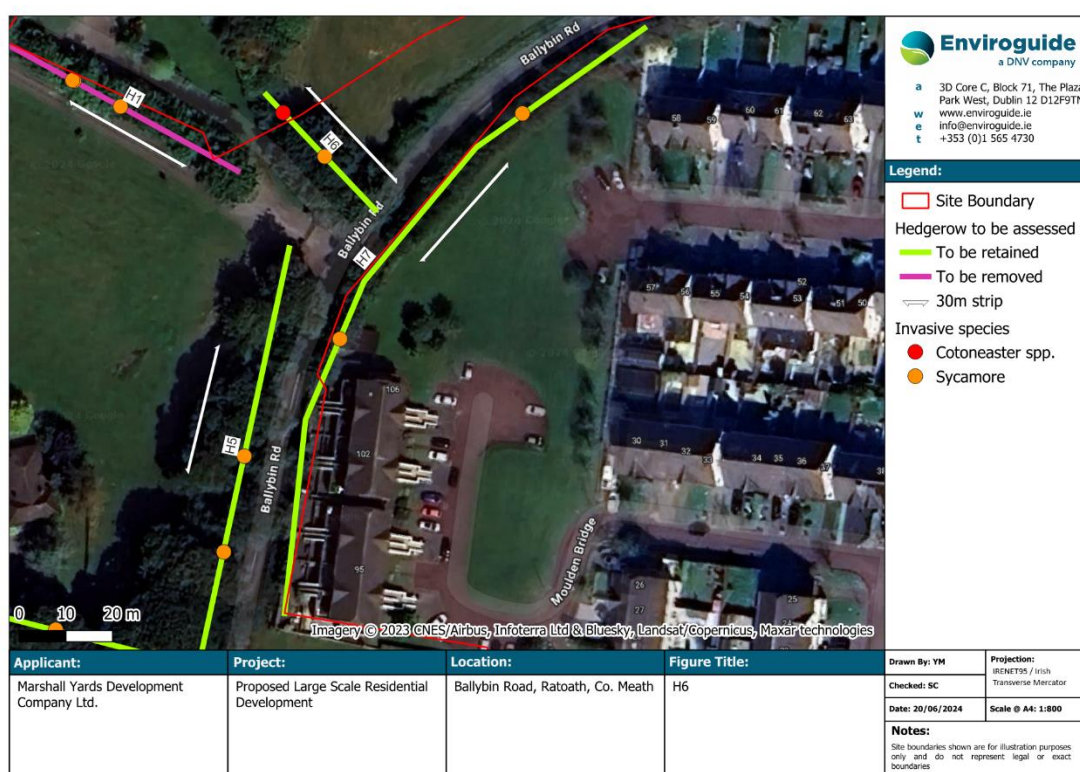 Enviroguide
a DNV company
a 3D Core C, Block 71, The Plaza
Park West, Dublin 12 D12F9TN
w www.enviroguide.ie
e info@enviroguide.ie
t +353 (0)1 565 4730
Legend:
Site Boundary
Hedgerow to be assessed
To be retained
To be removed
30m strip
Invasive species
Cotoneaster spp.
Sycamore
Ballybin Rd
H1
H6
Ballybin Rd
H7
H5
Ballybin Rd
58
59
60
61
62
63
57
56
55
54
52
53
51
50
106
102
95
30
31
32
33
34
35
36
37
Moulden Bridge
26
27
25
24
0 10 20 m
Imagery © 2023 CNES/Airbus, Infoterra Ltd & Bluesky, Landsat/Copernicus, Maxar technologies
Applicant:
Marshall Yards Development
Company Ltd.
Project:
Proposed Large Scale Residential
Development
Location:
Ballybin Road, Ratoath, Co. Meath
Figure Title:
H6
Drawn By: YM
Checked: SC
Date: 20/06/2024
Projection:
IRENET95 / Irish
Transverse Mercator
Scale @ A4: 1:800
Notes:
Site boundaries shown are for illustration purposes
only and do not represent legal or exact
boundaries